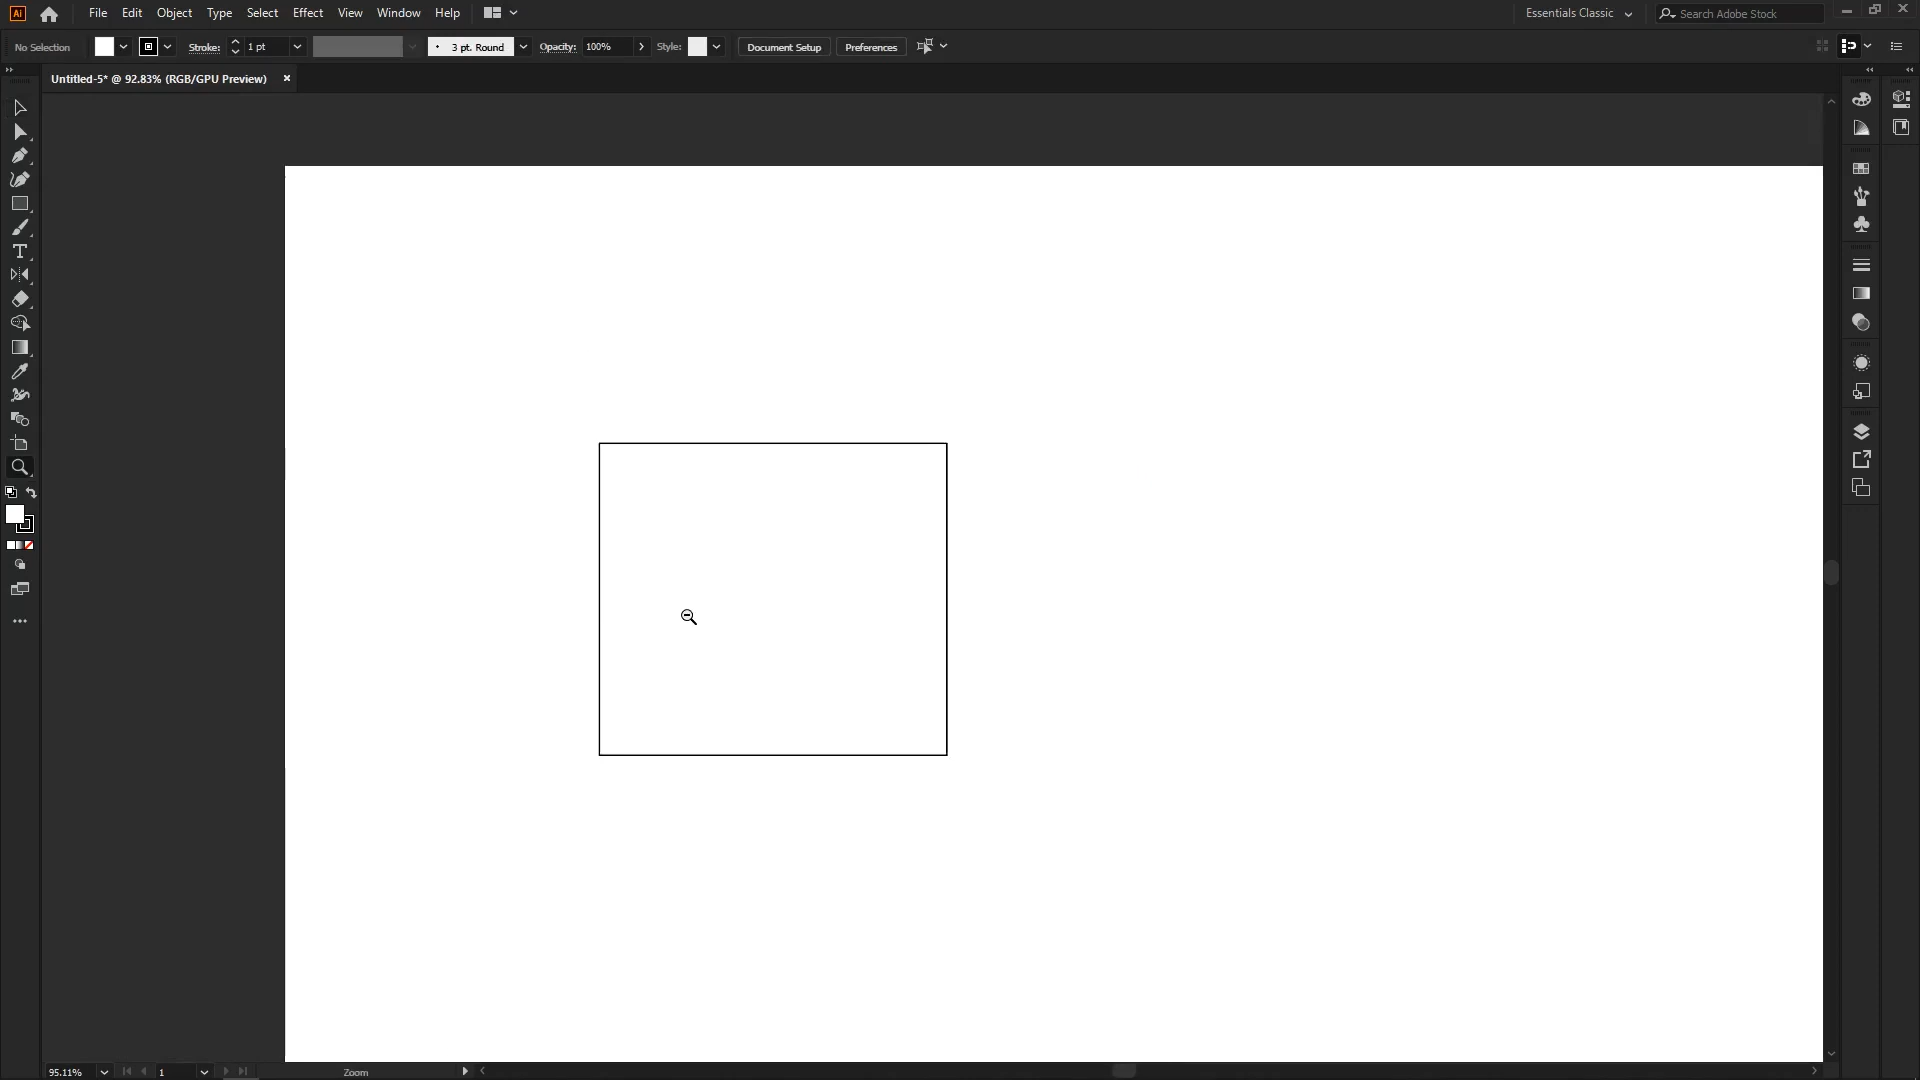 Ai File Edit Object Type Select Effect View Window Help Essentials Classic Search Adobe Stock
No Selection Stroke: 1 pt 3 pt. Round Opacity: 100% Style: Document Setup Preferences
Untitled-5* @ 92.83% (RGB/GPU Preview)
95.11% 1 Zoom